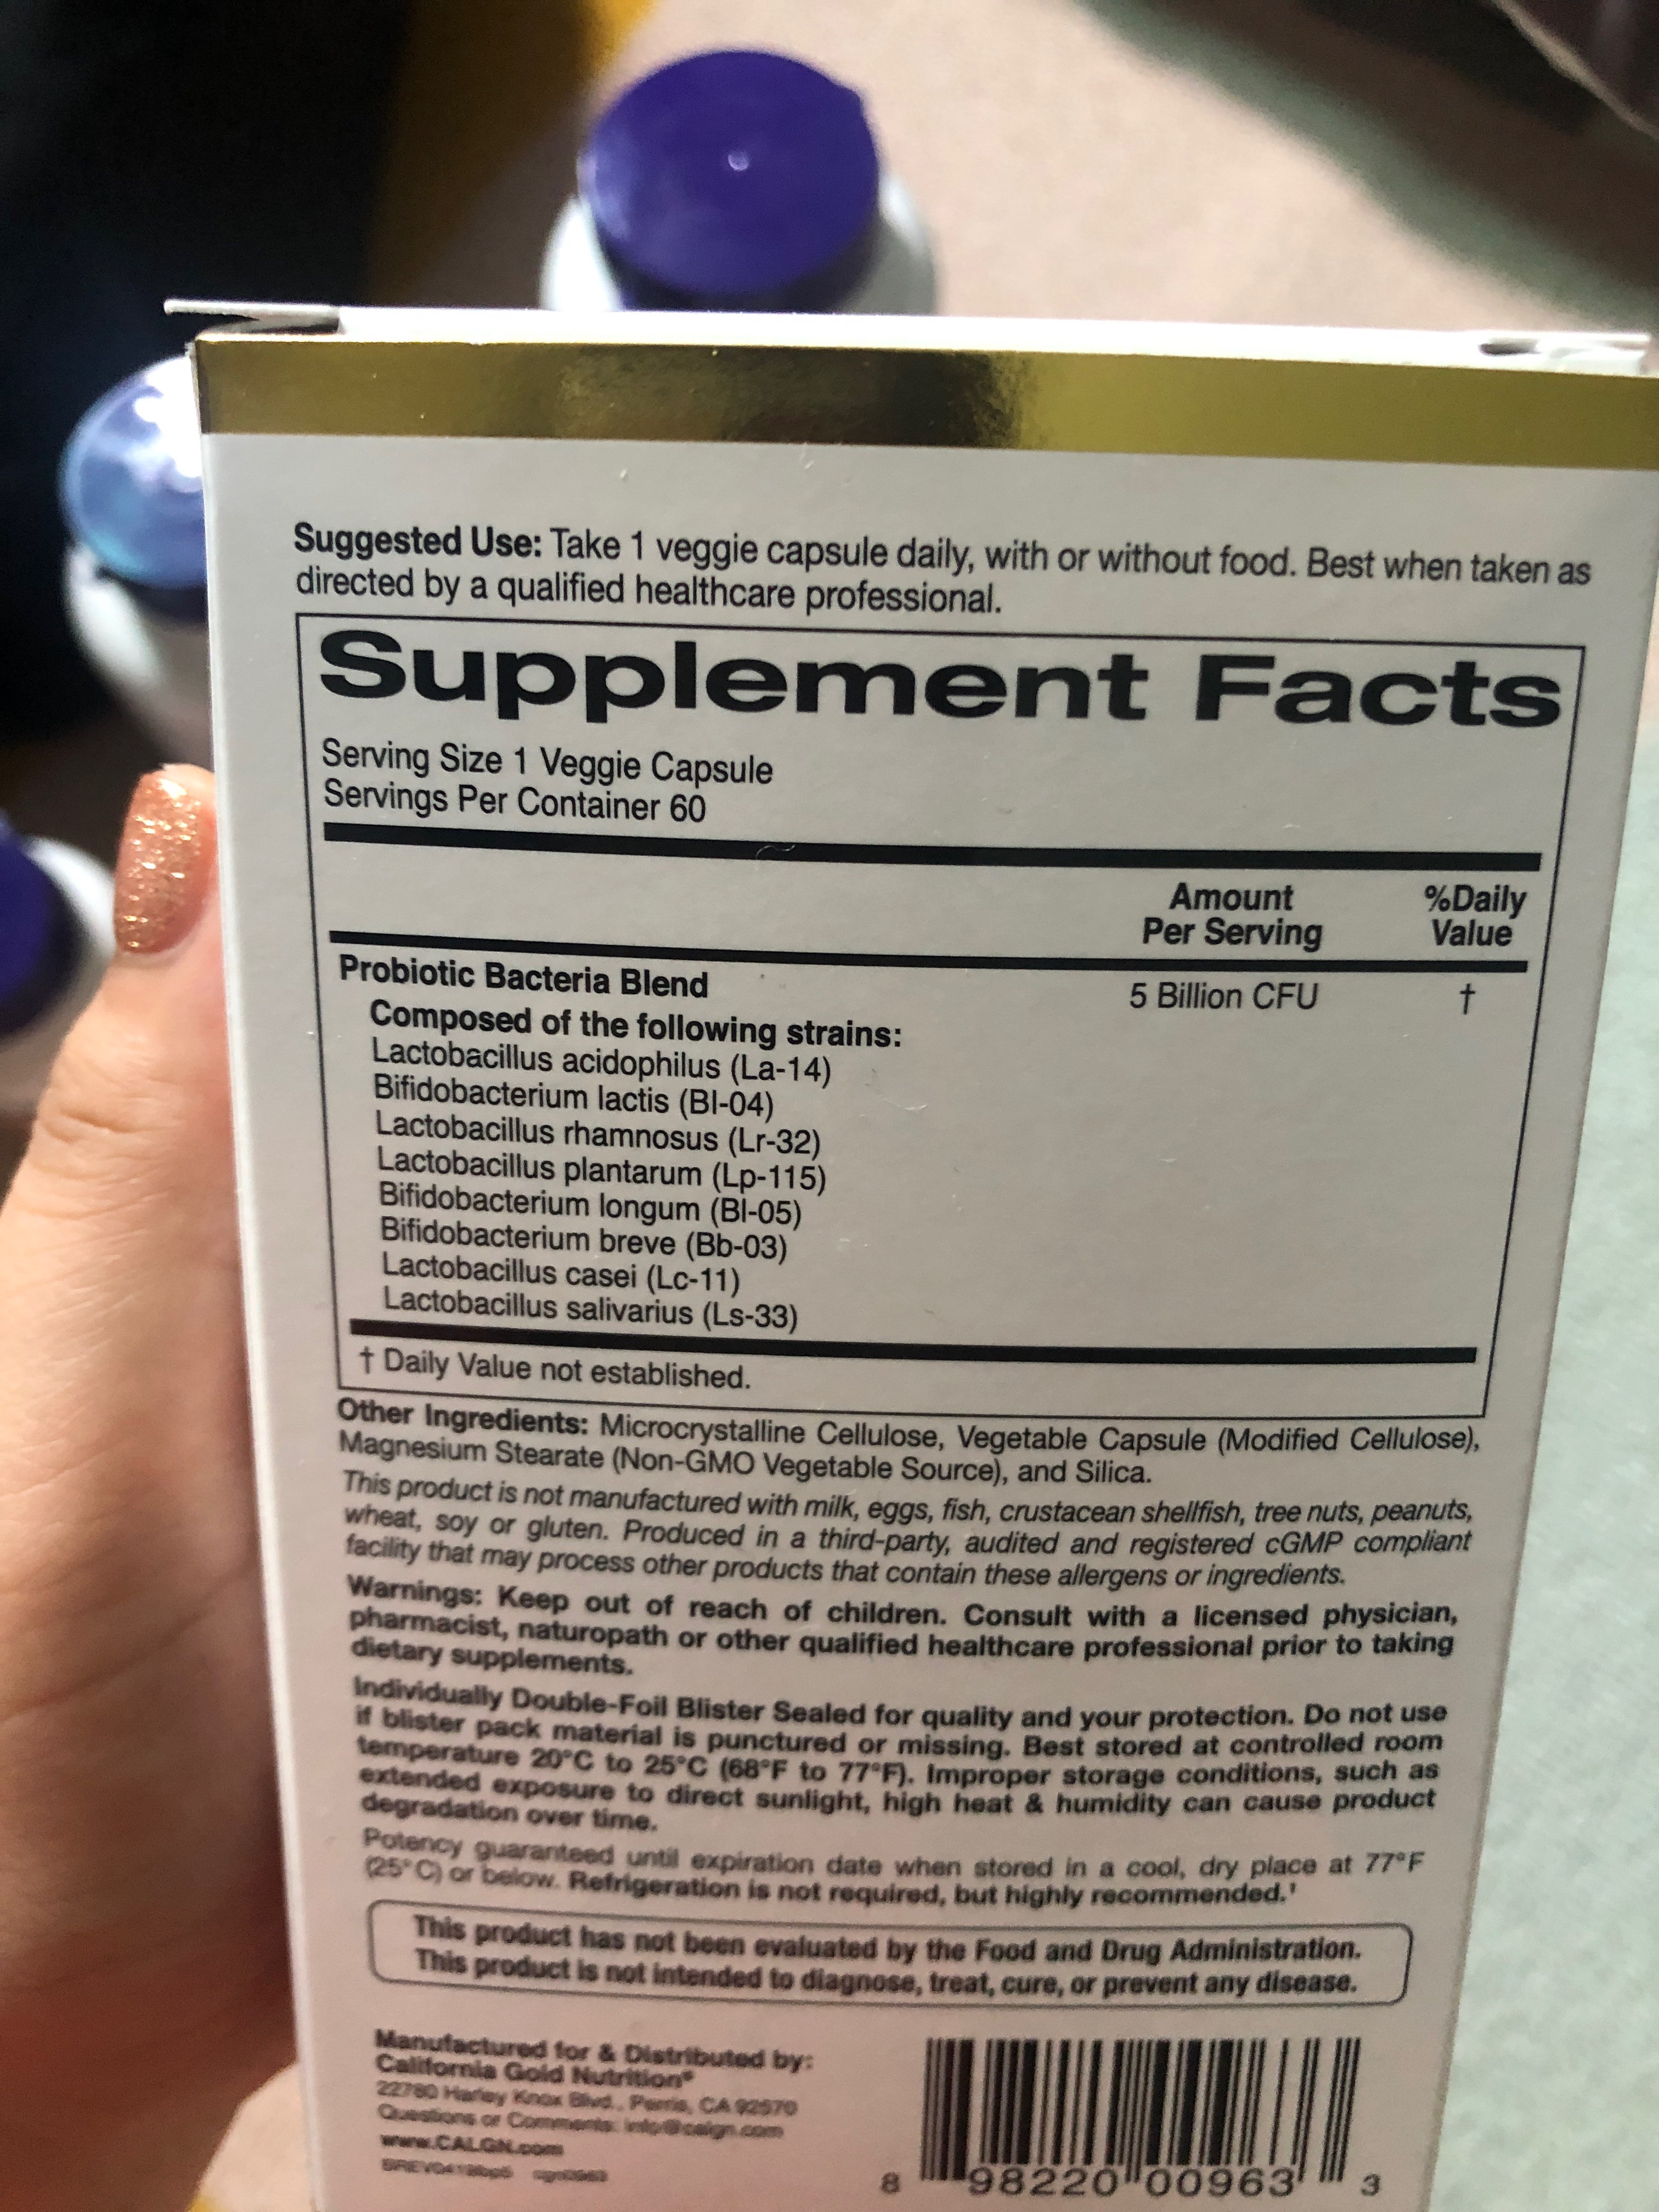 Suggested Use: Take 1 veggie capsule daily, with or without food. Best when taken as
directed by a qualified healthcare professional.
Supplement Facts
Serving Size 1 Veggie Capsule
Servings Per Container 60
Amount
Per Serving
%Daily
Value
Probiotic Bacteria Blend 5 Billion CFU †
Composed of the following strains:
Lactobacillus acidophilus (La-14)
Bifidobacterium lactis (Bl-04)
Lactobacillus rhamnosus (Lr-32)
Lactobacillus plantarum (Lp-115)
Bifidobacterium longum (Bl-05)
Bifidobacterium breve (Bb-03)
Lactobacillus casei (Lc-11)
Lactobacillus salivarius (Ls-33)
† Daily Value not established.
Other Ingredients: Microcrystalline Cellulose, Vegetable Capsule (Modified Cellulose),
Magnesium Stearate (Non-GMO Vegetable Source), and Silica.
This product is not manufactured with milk, eggs, fish, crustacean shellfish, tree nuts, peanuts,
wheat, soy or gluten. Produced in a third-party, audited and registered cGMP compliant
facility that may process other products that contain these allergens or ingredients.
Warnings: Keep out of reach of children. Consult with a licensed physician,
pharmacist, naturopath or other qualified healthcare professional prior to taking
dietary supplements.
Individually Double-Foil Blister Sealed for quality and your protection. Do not use
if blister pack material is punctured or missing. Best stored at controlled room
temperature 20°C to 25°C (68°F to 77°F). Improper storage conditions, such as
extended exposure to direct sunlight, high heat & humidity can cause product
degradation over time.
Potency guaranteed until expiration date when stored in a cool, dry place at 77°F
(25°C) or below. Refrigeration is not required, but highly recommended.¹
This product has not been evaluated by the Food and Drug Administration.
This product is not intended to diagnose, treat, cure, or prevent any disease.
Manufactured for & Distributed by:
California Gold Nutrition®
22780 Harley Knox Blvd., Perris, CA 92570
Questions or Comments: info@calgn.com
www.CALGN.com
8 98220 00963 3